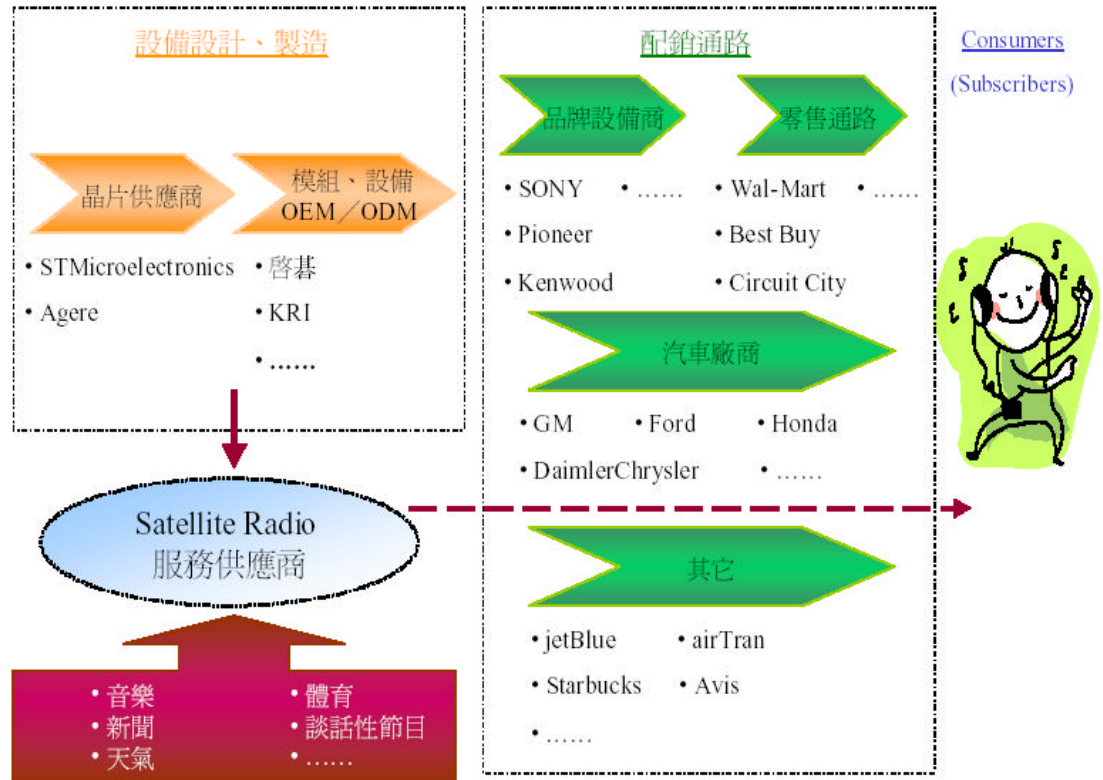 設備設計、製造
晶片供應商
模組、設備
OEM／ODM
• STMicroelectronics
• Agere
• 啓碁
• KRI
• ……
配銷通路
品牌設備商
零售通路
• SONY • ……
• Pioneer
• Kenwood
• Wal-Mart • ……
• Best Buy
• Circuit City
汽車廠商
• GM • Ford • Honda
• DaimlerChrysler • ……
其它
• jetBlue • airTran
• Starbucks • Avis
• ……
Consumers
(Subscribers)
Satellite Radio
服務供應商
• 音樂
• 新聞
• 天氣
• 體育
• 談話性節目
• ……